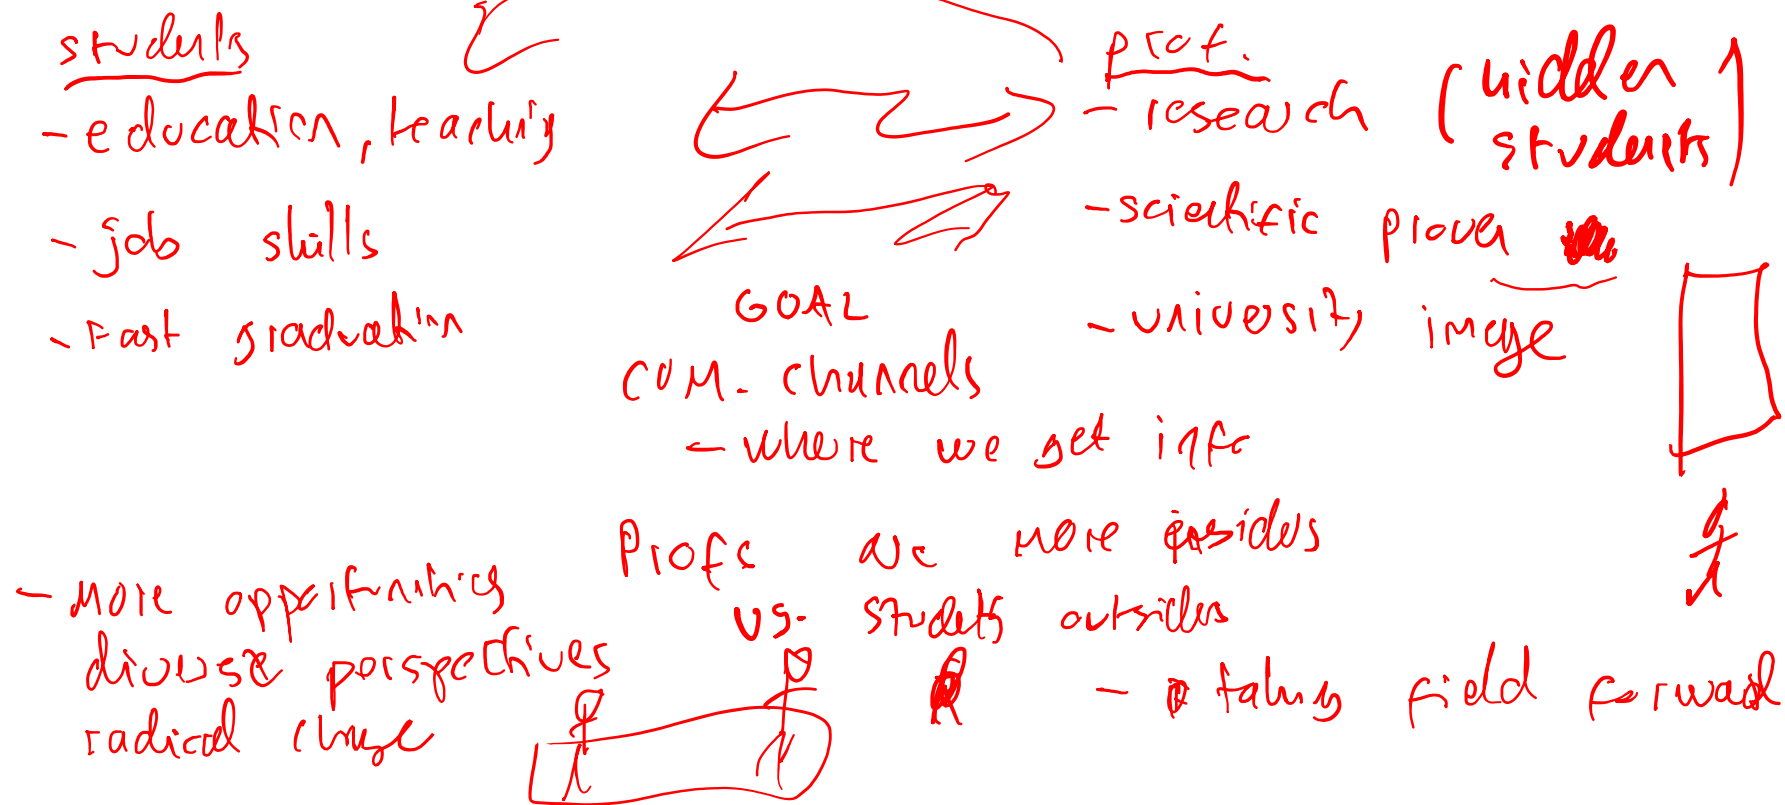 students
- education, teaching
- job skills
- Fast graduation
prof.
- research
(hidden
students)
- scientific proven
- university image
GOAL
com. channels
- where we get info
Profs are more insiders
vs. students outsiders
- taking field forward
- More opportunities
diverse perspectives
radical change